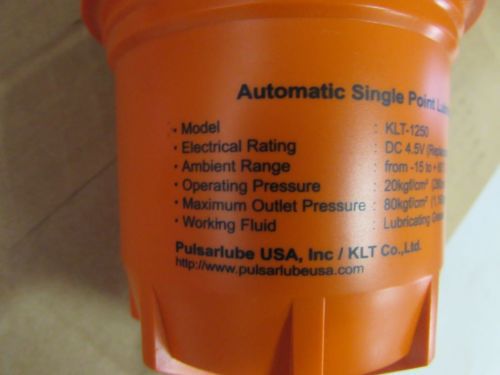 Automatic Single Point
· Model : KLT-1250
· Electrical Rating : DC 4.5V
· Ambient Range : from -15 to +
· Operating Pressure : 20kgf/cm²
· Maximum Outlet Pressure : 80kgf/cm²
· Working Fluid : Lubricating
Pulsarlube USA, Inc / KLT Co.,Ltd.
http://www.pulsarlubeusa.com